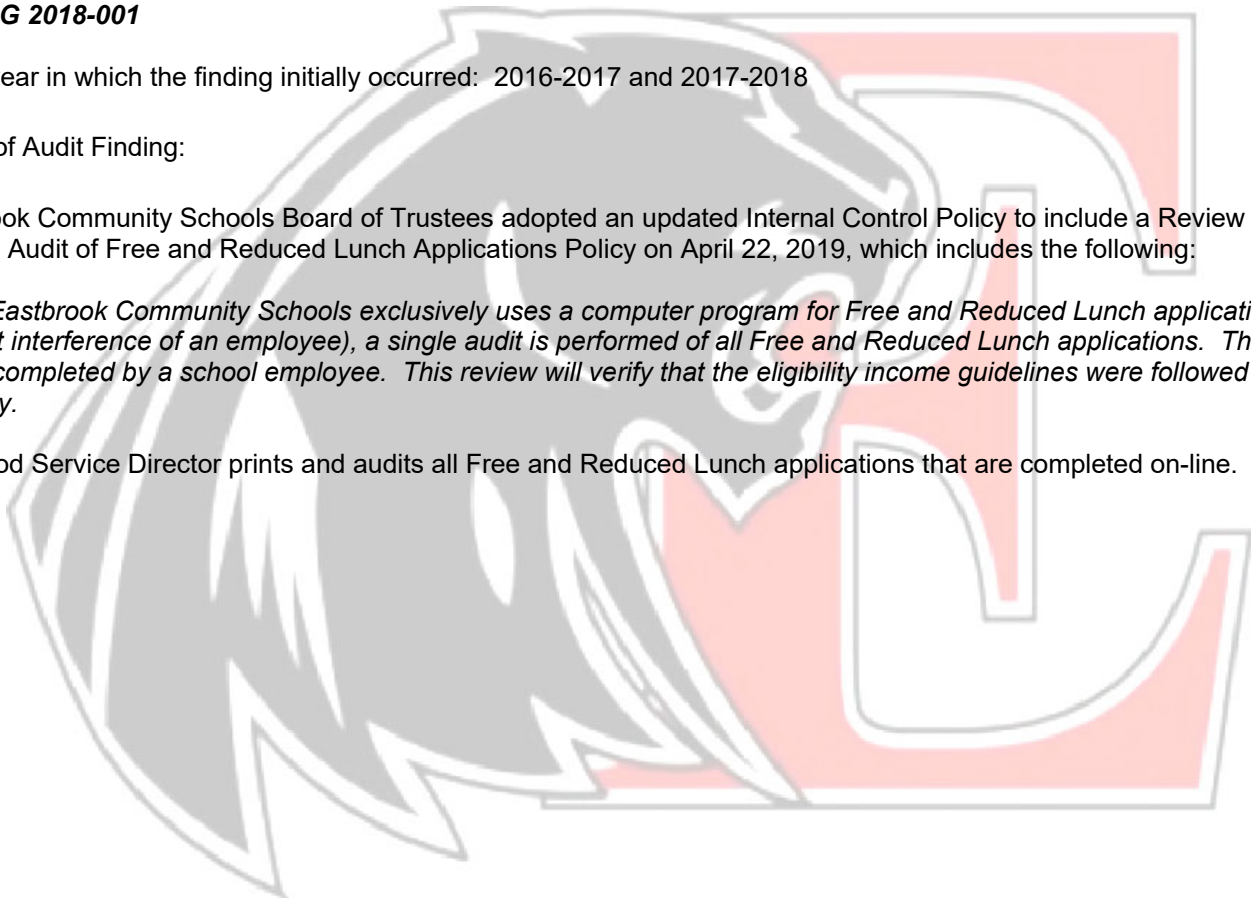 G 2018-001
ear in which the finding initially occurred: 2016-2017 and 2017-2018
of Audit Finding:
ok Community Schools Board of Trustees adopted an updated Internal Control Policy to include a Review
Audit of Free and Reduced Lunch Applications Policy on April 22, 2019, which includes the following:
Eastbrook Community Schools exclusively uses a computer program for Free and Reduced Lunch applicati
t interference of an employee), a single audit is performed of all Free and Reduced Lunch applications. Th
completed by a school employee. This review will verify that the eligibility income guidelines were followed
y.
od Service Director prints and audits all Free and Reduced Lunch applications that are completed on-line.